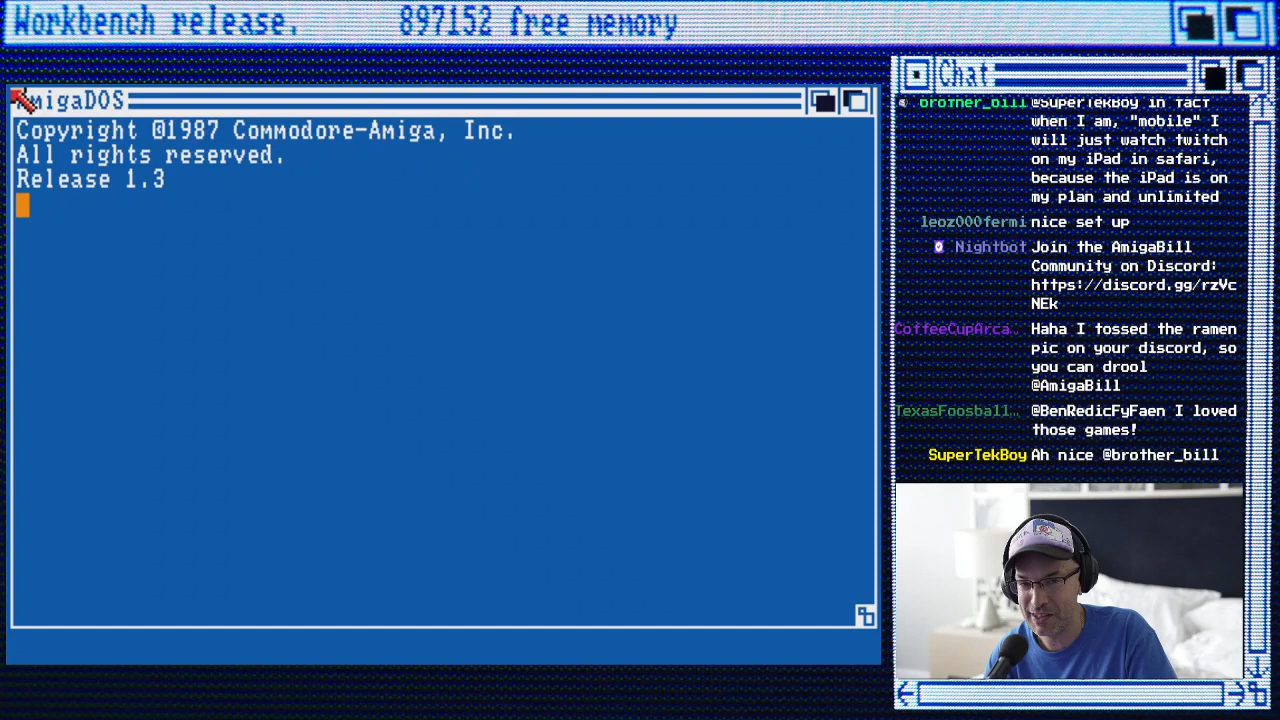 Workbench release. 897152 free memory
AmigaDOS
Copyright ©1987 Commodore-Amiga, Inc.
All rights reserved.
Release 1.3
Chat
brother_bill @SuperTekBoy in fact
when I am, "mobile" I
will just watch twitch
on my iPad in safari,
because the iPad is on
my plan and unlimited
leoz000fermi nice set up
Nightbot Join the AmigaBill
Community on Discord:
https://discord.gg/rzVc
NEk
CoffeeCupArca… Haha I tossed the ramen
pic on your discord, so
you can drool
@AmigaBill
TexasFoosball… @BenRedicFyFaen I loved
those games!
SuperTekBoy Ah nice @brother_bill